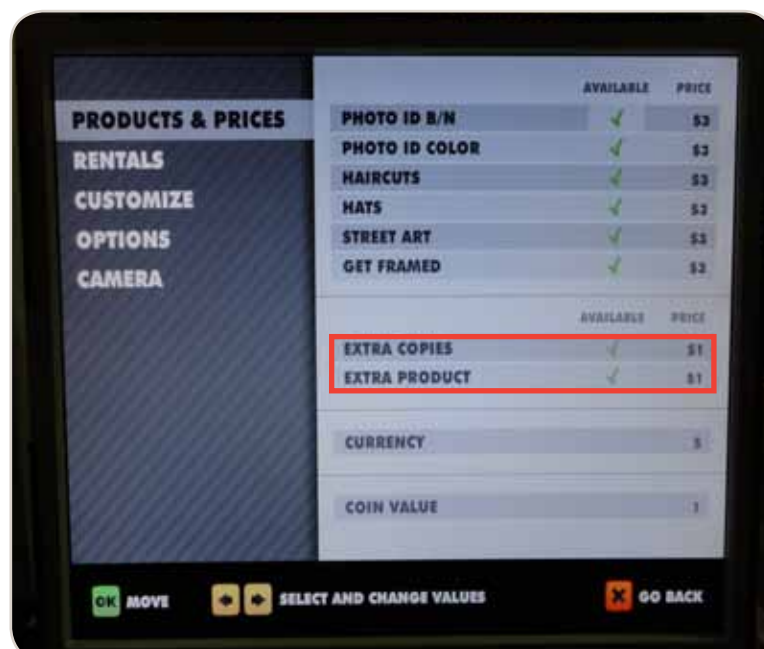 AVAILABLE PRICE
PRODUCTS & PRICES
RENTALS
CUSTOMIZE
OPTIONS
CAMERA
PHOTO ID B/N $3
PHOTO ID COLOR $3
HAIRCUTS $3
HATS $3
STREET ART $3
GET FRAMED $3
AVAILABLE PRICE
EXTRA COPIES $1
EXTRA PRODUCT $1
CURRENCY $
COIN VALUE 1
OK MOVE SELECT AND CHANGE VALUES X GO BACK